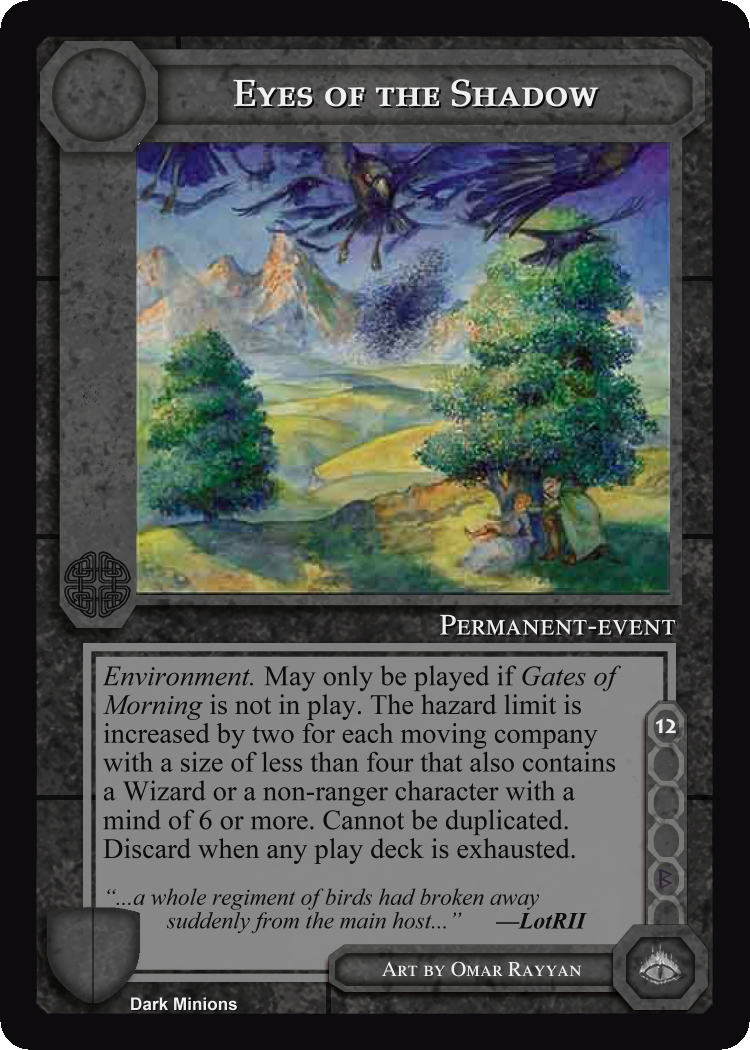 Eyes of the Shadow
Permanent-event
Environment. May only be played if Gates of
Morning is not in play. The hazard limit is
increased by two for each moving company
with a size of less than four that also contains
a Wizard or a non-ranger character with a
mind of 6 or more. Cannot be duplicated.
Discard when any play deck is exhausted.
12
B
“...a whole regiment of birds had broken away
suddenly from the main host...” —LotRII
Art by Omar Rayyan
Dark Minions